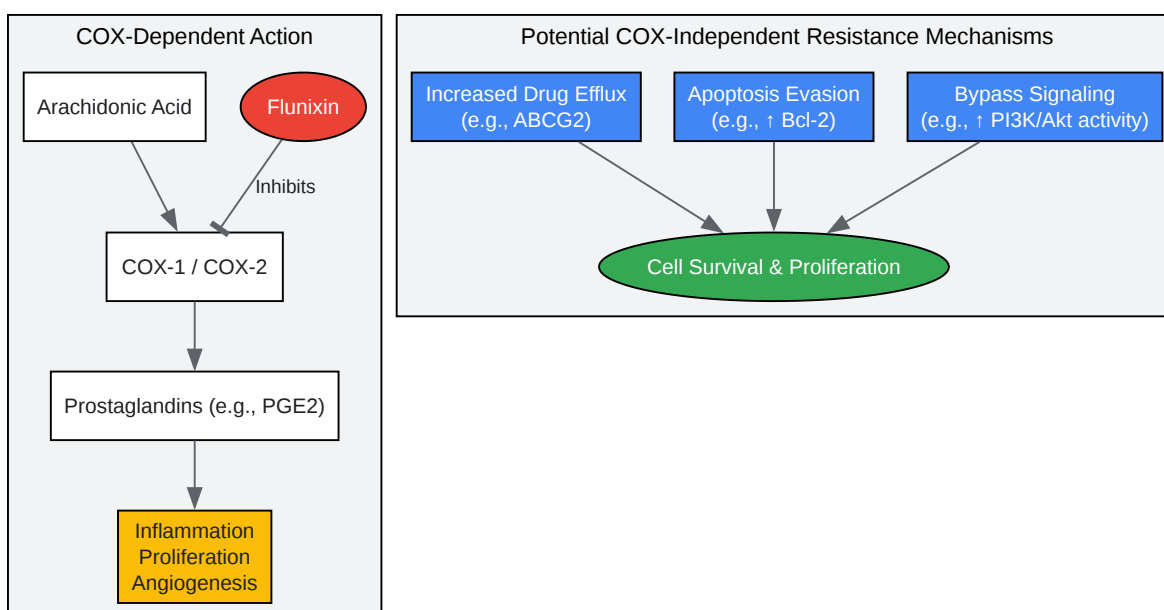 COX-Dependent Action
Arachidonic Acid
Flunixin
Inhibits
COX-1 / COX-2
Prostaglandins (e.g., PGE2)
Inflammation
Proliferation
Angiogenesis
Potential COX-Independent Resistance Mechanisms
Increased Drug Efflux
(e.g., ABCG2)
Apoptosis Evasion
(e.g., ↑ Bcl-2)
Bypass Signaling
(e.g., ↑ PI3K/Akt activity)
Cell Survival & Proliferation